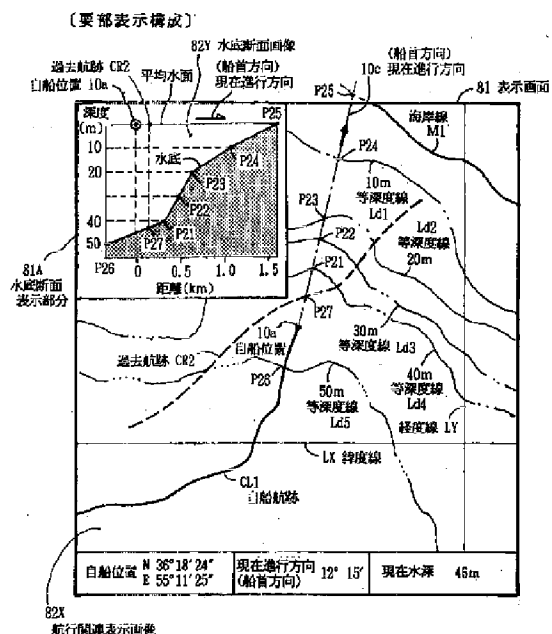 〔要部表示構成〕
82Y 水底断面画像
過去航跡 CR2
平均水面
(船首方向)
現在進行方向
自船位置 10a
(船首方向)
10c 現在進行方向
P25
P25
81 表示画面
深度
(m)
海岸線
M1
10
P24
P24
水底
20
P23
10m
等深度線
Ld1
P22
P23
Ld2
等深度線
P22
40
P21
P21
20m
50
P27
P26
0
0.5
1.0
1.5
距離(km)
81A
水底断面
表示部分
P27
10a
自船位置
30m
等深度線 Ld3
過去航跡 CR2
40m
等深度線
Ld4
P26
50m
等深度線
Ld5
経度線 LY
LX 緯度線
CL1
自船航跡
自船位置 N 36°18′24″
E 55°11′25″
現在進行方向
(船首方向) 12° 15′
現在水深 46m
82X
航行関連表示画像